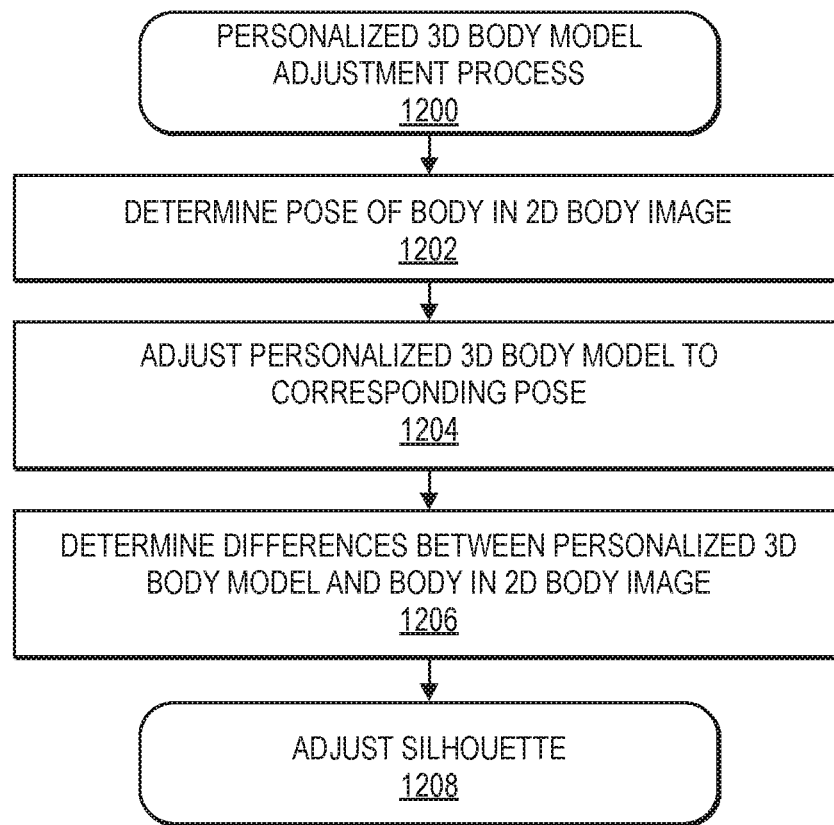 PERSONALIZED 3D BODY MODEL
ADJUSTMENT PROCESS
1200
DETERMINE POSE OF BODY IN 2D BODY IMAGE
1202
ADJUST PERSONALIZED 3D BODY MODEL TO
CORRESPONDING POSE
1204
DETERMINE DIFFERENCES BETWEEN PERSONALIZED 3D
BODY MODEL AND BODY IN 2D BODY IMAGE
1206
ADJUST SILHOUETTE
1208